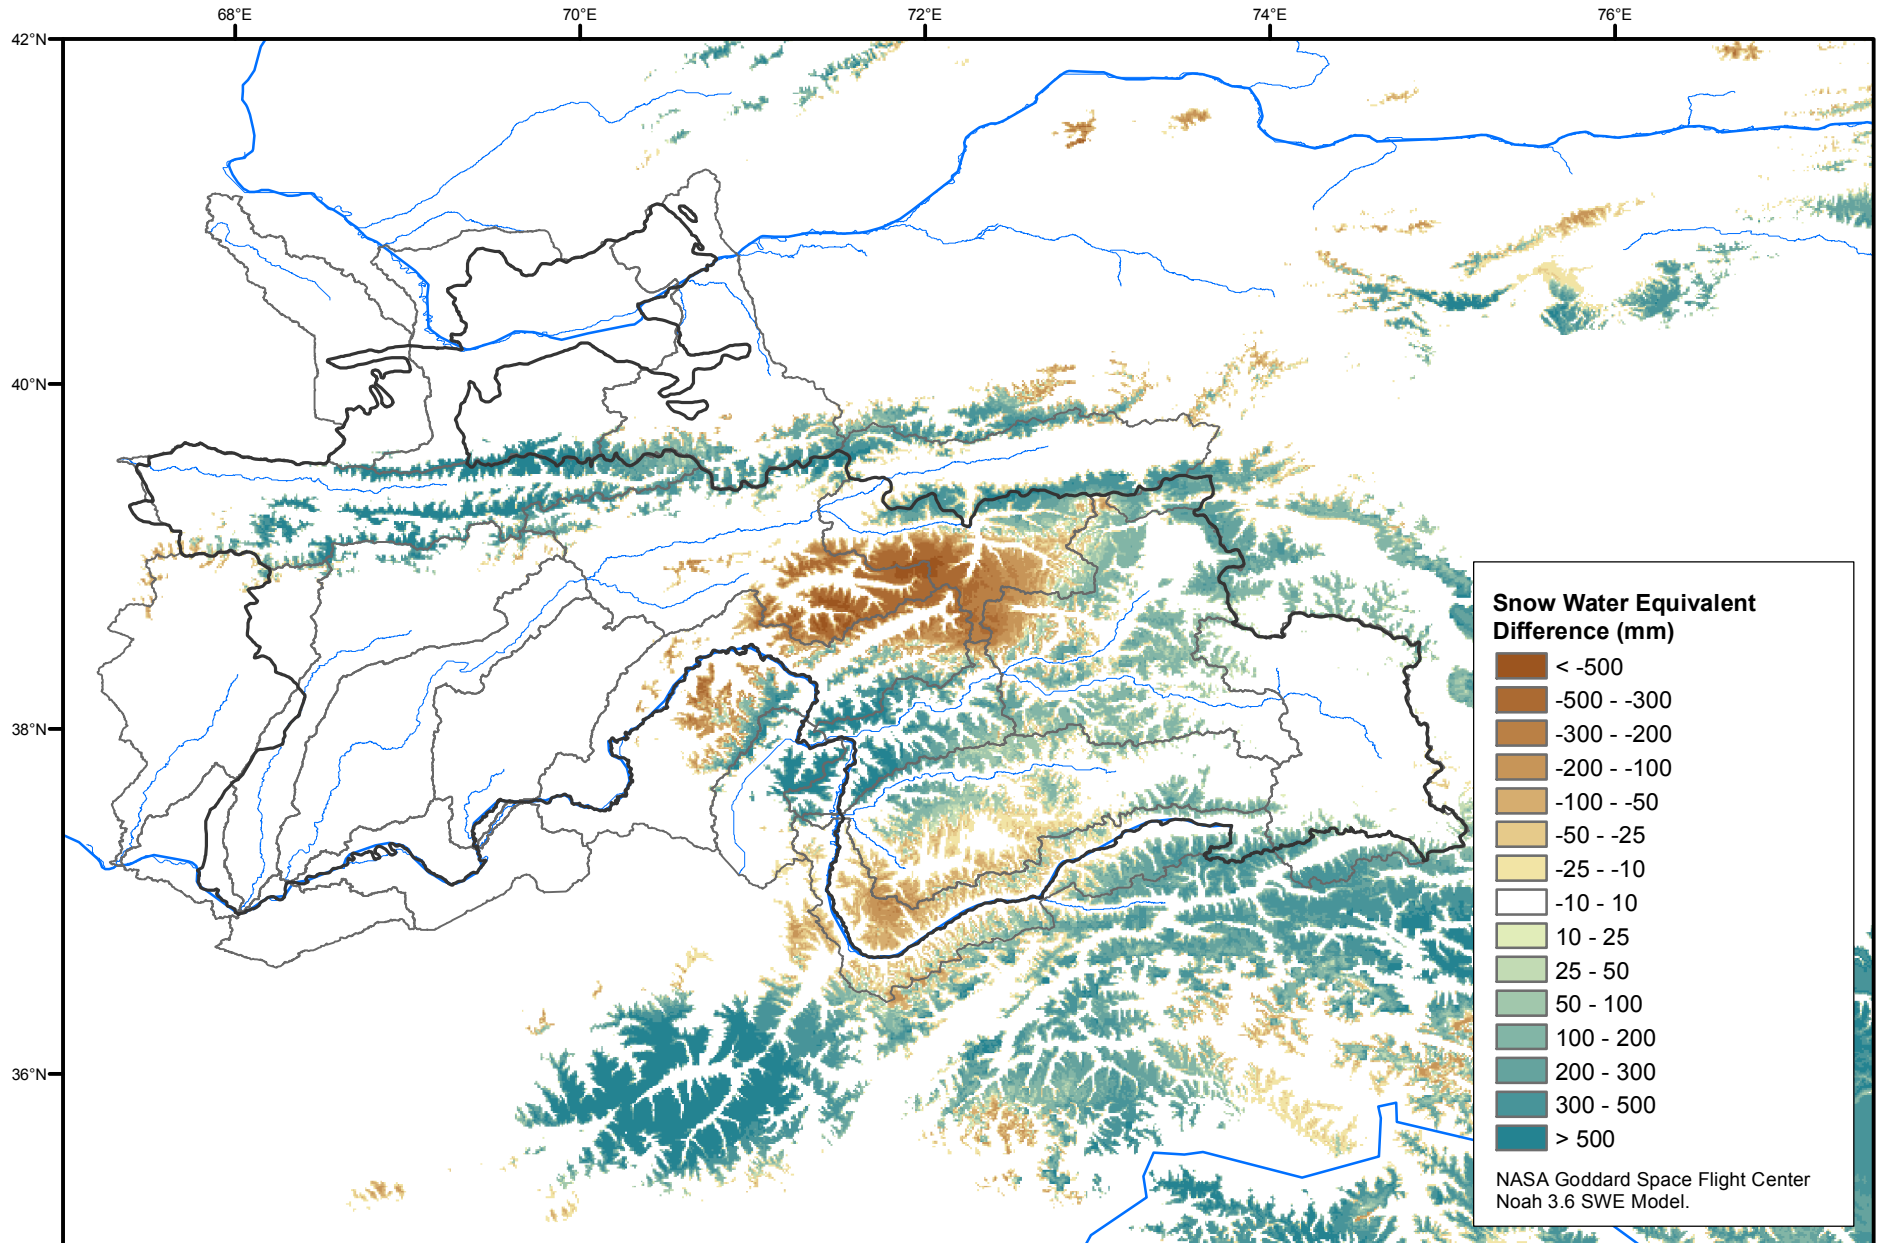 68°E
70°E
72°E
74°E
76°E
42°N
40°N
38°N
36°N
Snow Water Equivalent
Difference (mm)
< -500
-500 - -300
-300 - -200
-200 - -100
-100 - -50
-50 - -25
-25 - -10
-10 - 10
10 - 25
25 - 50
50 - 100
100 - 200
200 - 300
300 - 500
> 500
NASA Goddard Space Flight Center
Noah 3.6 SWE Model.